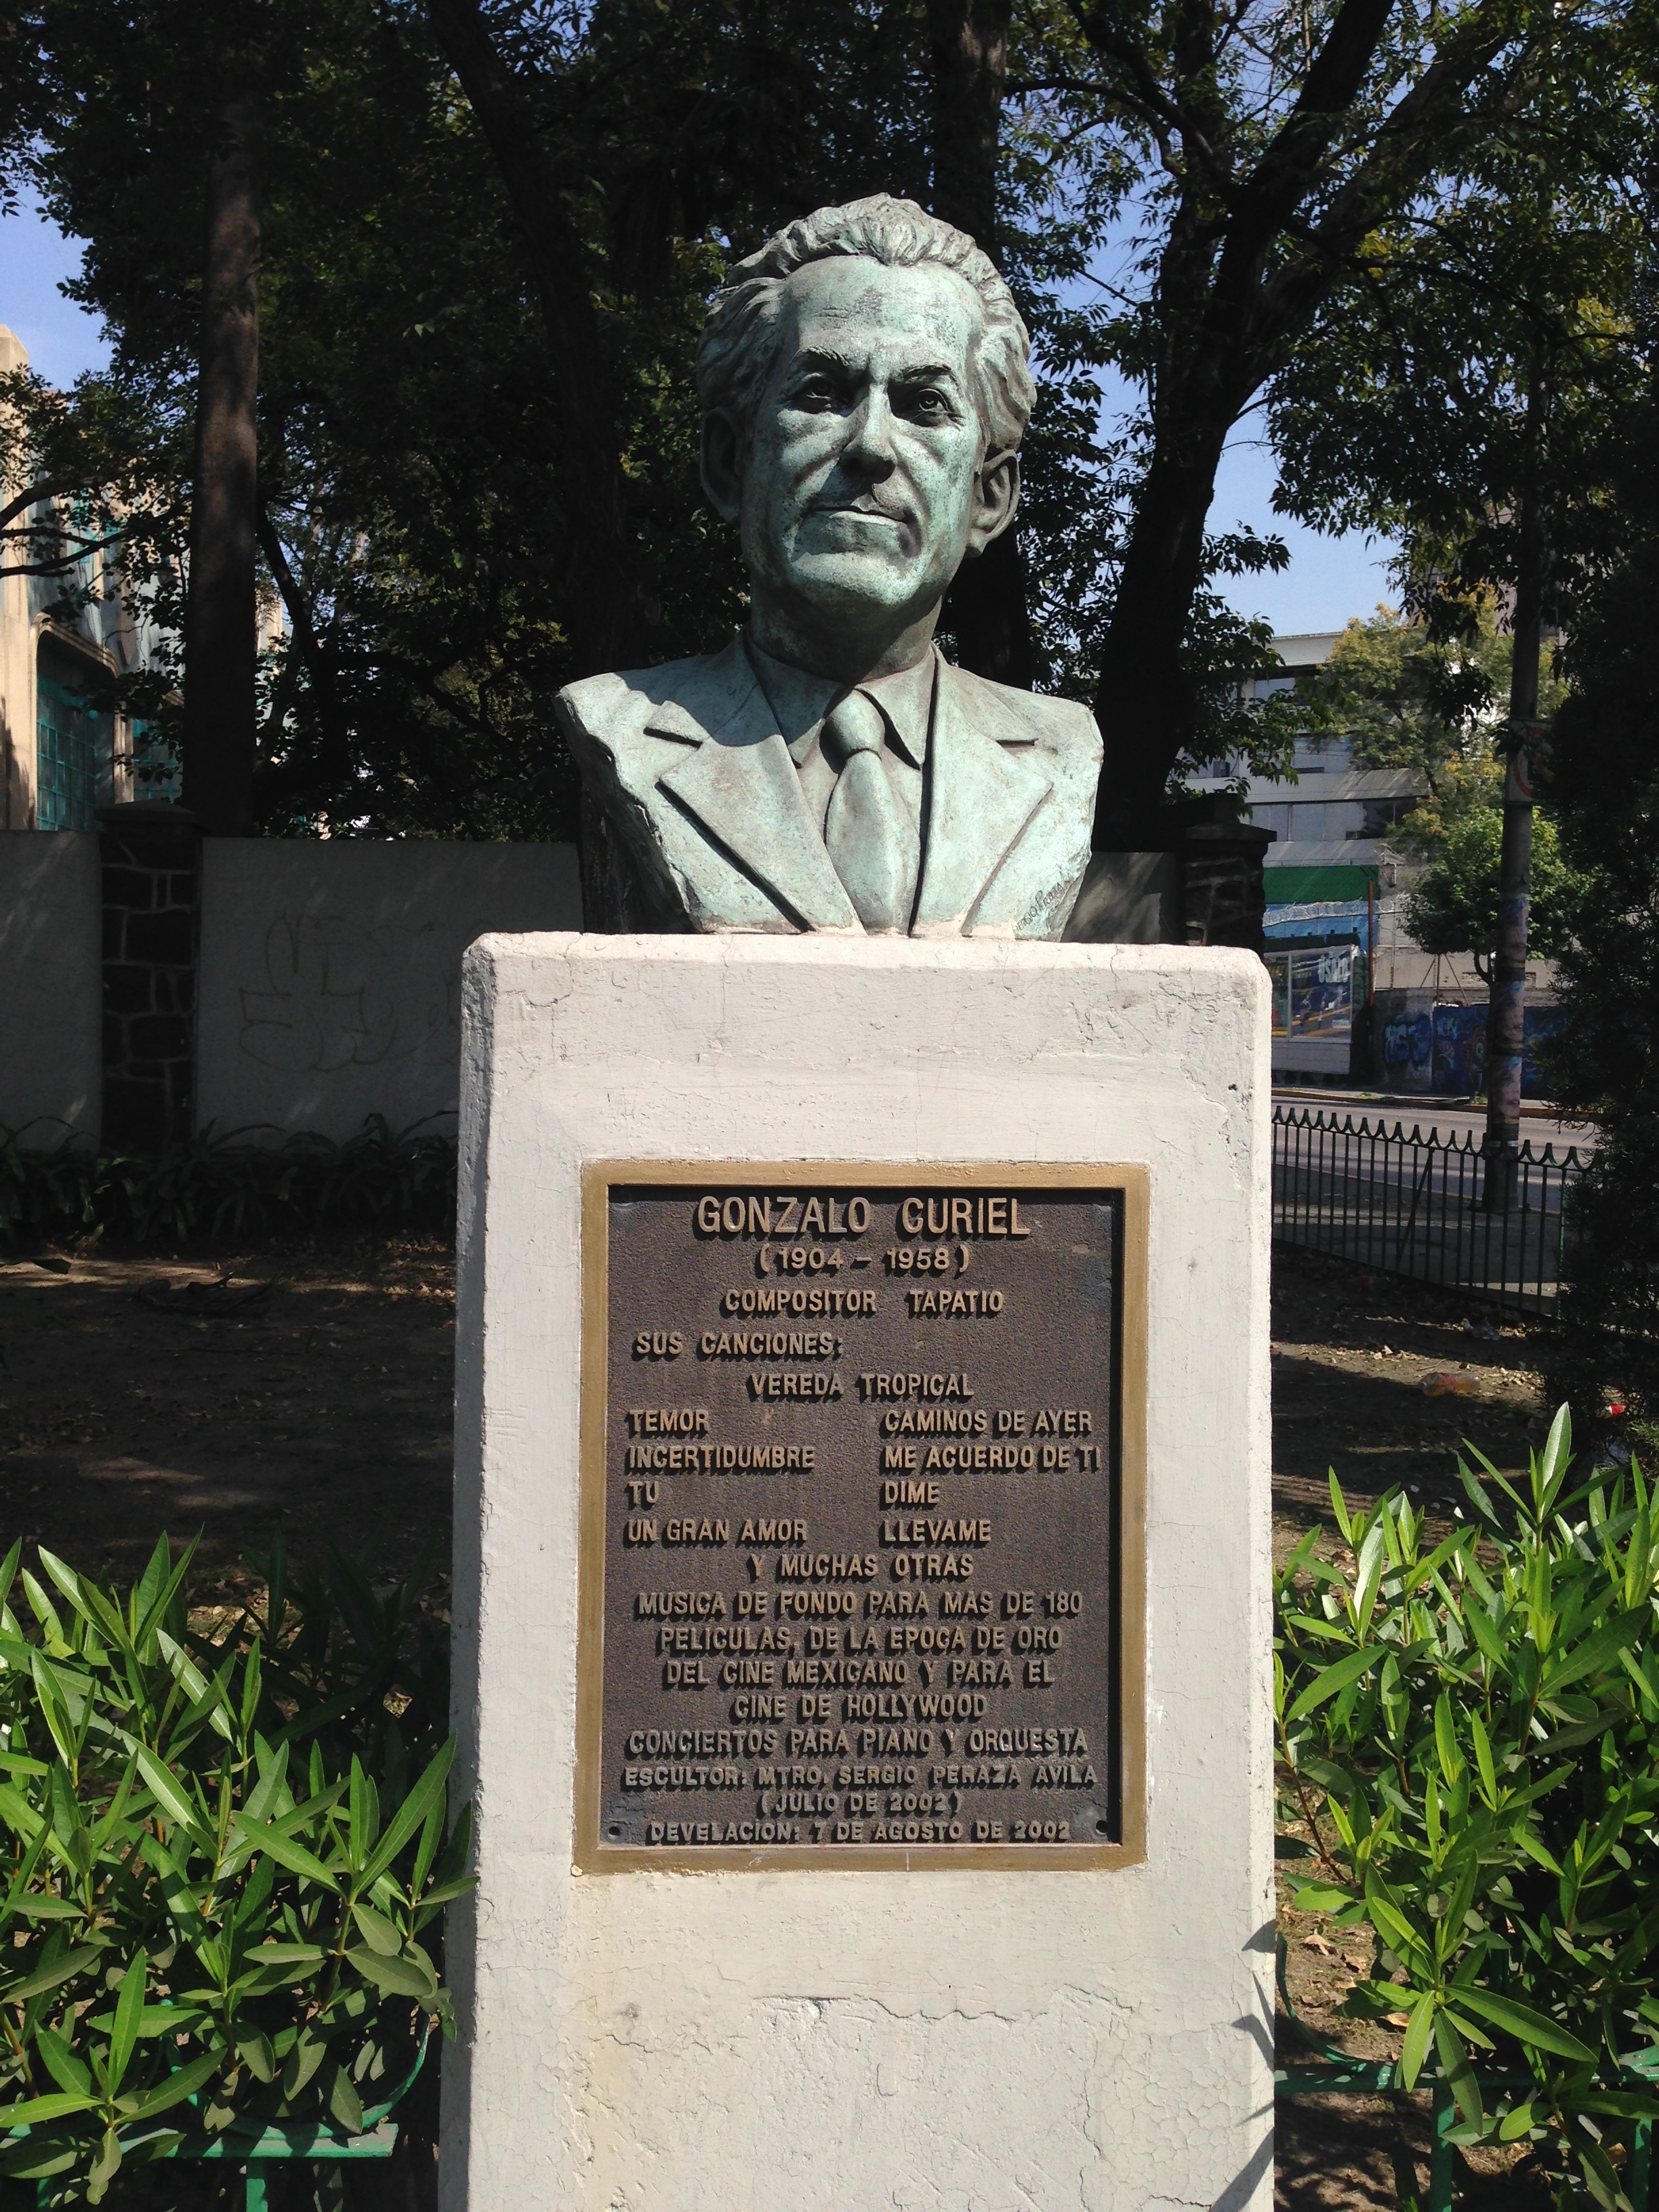 GONZALO CURIEL
(1904 – 1958)
COMPOSITOR TAPATIO
SUS CANCIONES:
VEREDA TROPICAL
TEMOR CAMINOS DE AYER
INCERTIDUMBRE ME ACUERDO DE TI
TU DIME
UN GRAN AMOR LLEVAME
Y MUCHAS OTRAS
MUSICA DE FONDO PARA MAS DE 180
PELICULAS, DE LA EPOCA DE ORO
DEL CINE MEXICANO Y PARA EL
CINE DE HOLLYWOOD
CONCIERTOS PARA PIANO Y ORQUESTA
ESCULTOR: MTRO. SERGIO PERAZA AVILA
(JULIO DE 2002)
DEVELACION: 7 DE AGOSTO DE 2002